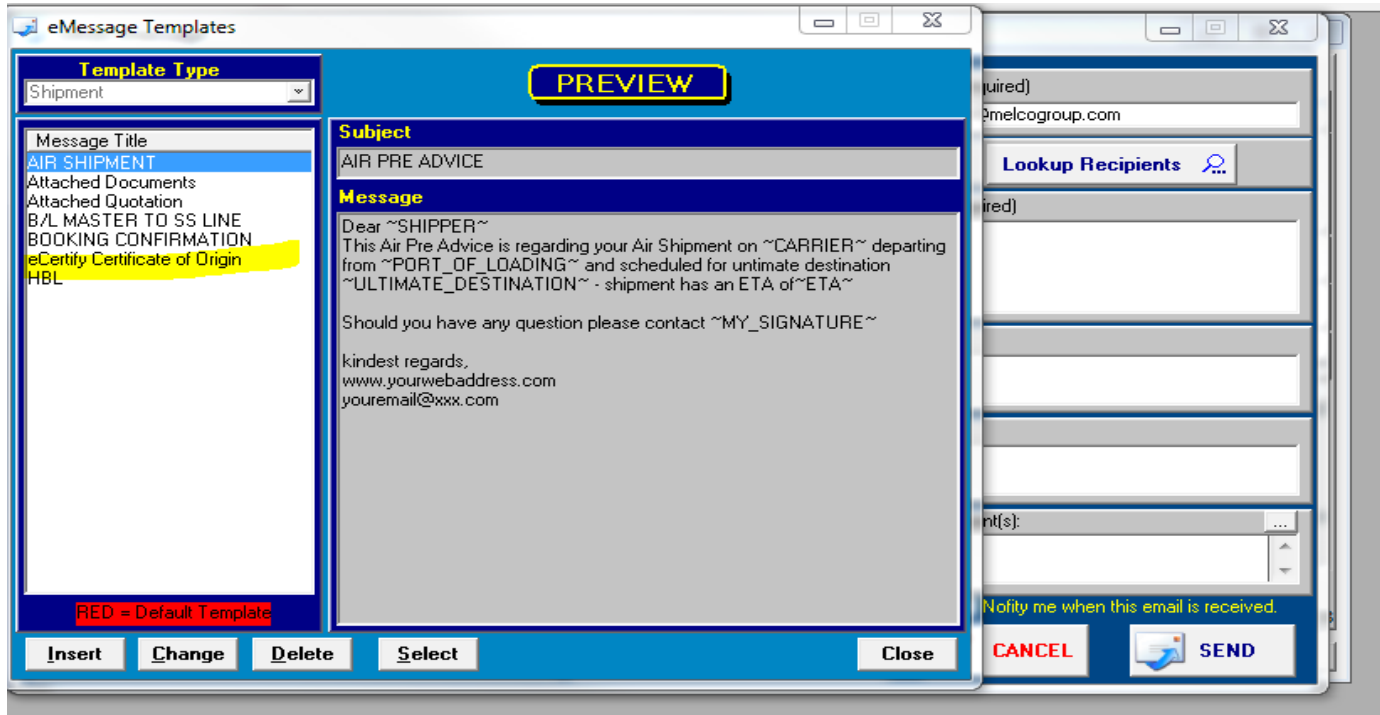 eMessage Templates
Template Type
Shipment
PREVIEW
Message Title
AIR SHIPMENT
Attached Documents
Attached Quotation
B/L MASTER TO SS LINE
BOOKING CONFIRMATION
eCertify Certificate of Origin
HBL
RED = Default Template
Subject
AIR PRE ADVICE
Message
Dear ~SHIPPER~
This Air Pre Advice is regarding your Air Shipment on ~CARRIER~ departing
from ~PORT_OF_LOADING~ and scheduled for untimate destination
~ULTIMATE_DESTINATION~ - shipment has an ETA of~ETA~
Should you have any question please contact ~MY_SIGNATURE~
kindest regards,
www.yourwebaddress.com
youremail@xxx.com
Insert Change Delete Select Close
quired)
@melcogroup.com
Lookup Recipients
ired)
nt(s):
...
Nofity me when this email is received.
CANCEL SEND